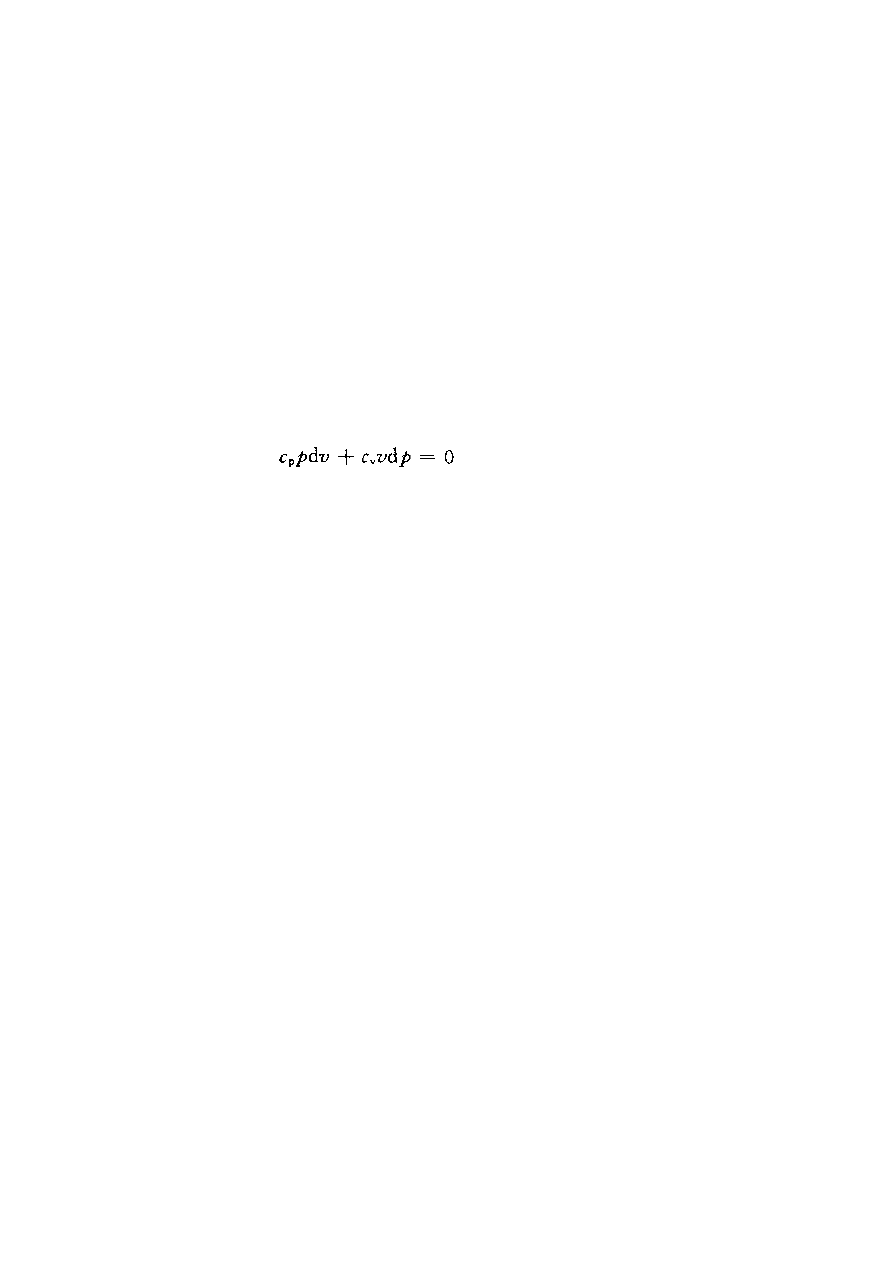 c_p p dv + c_v v dp = 0